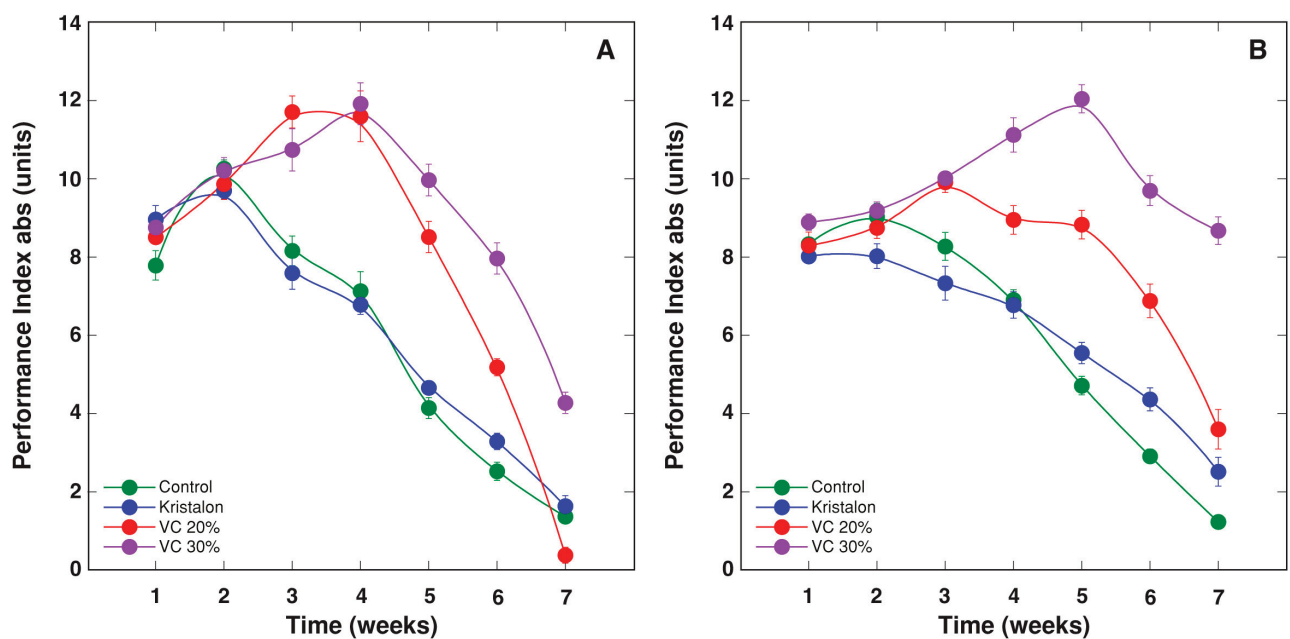 14
12
10
8
6
4
2
0
Performance Index abs (units)
A
Control
Kristalon
VC 20%
VC 30%
1 2 3 4 5 6 7
Time (weeks)
14
12
10
8
6
4
2
0
Performance Index abs (units)
B
Control
Kristalon
VC 20%
VC 30%
1 2 3 4 5 6 7
Time (weeks)